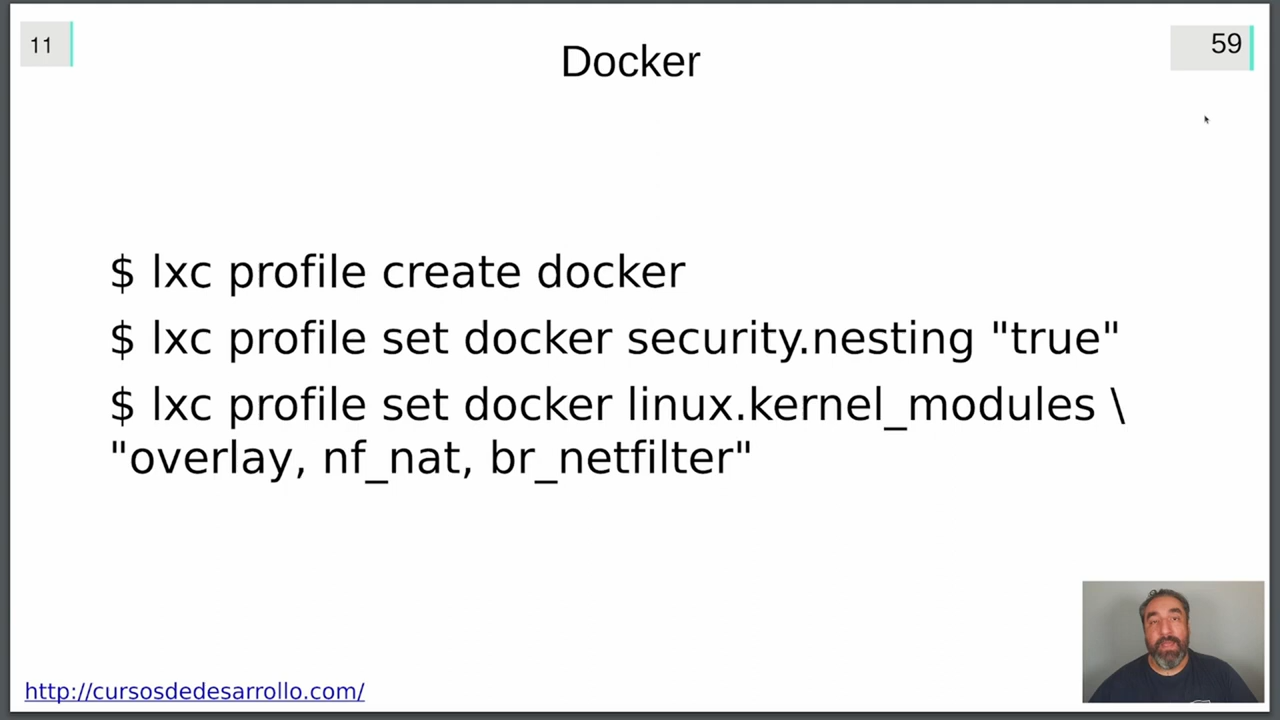 11
Docker
59
$ lxc profile create docker
$ lxc profile set docker security.nesting "true"
$ lxc profile set docker linux.kernel_modules \
"overlay, nf_nat, br_netfilter"
http://cursosdedesarrollo.com/